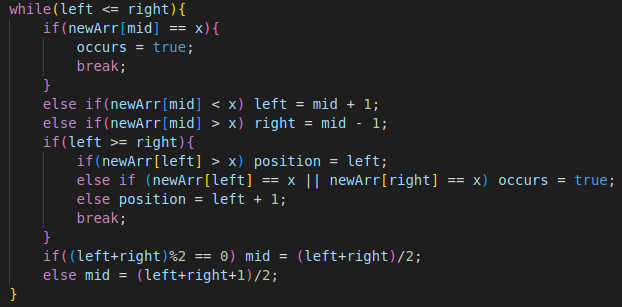 while(left <= right){
if(newArr[mid] == x){
occurs = true;
break;
}
else if(newArr[mid] < x) left = mid + 1;
else if(newArr[mid] > x) right = mid - 1;
if(left >= right){
if(newArr[left] > x) position = left;
else if (newArr[left] == x || newArr[right] == x) occurs = true;
else position = left + 1;
break;
}
if((left+right)%2 == 0) mid = (left+right)/2;
else mid = (left+right+1)/2;
}